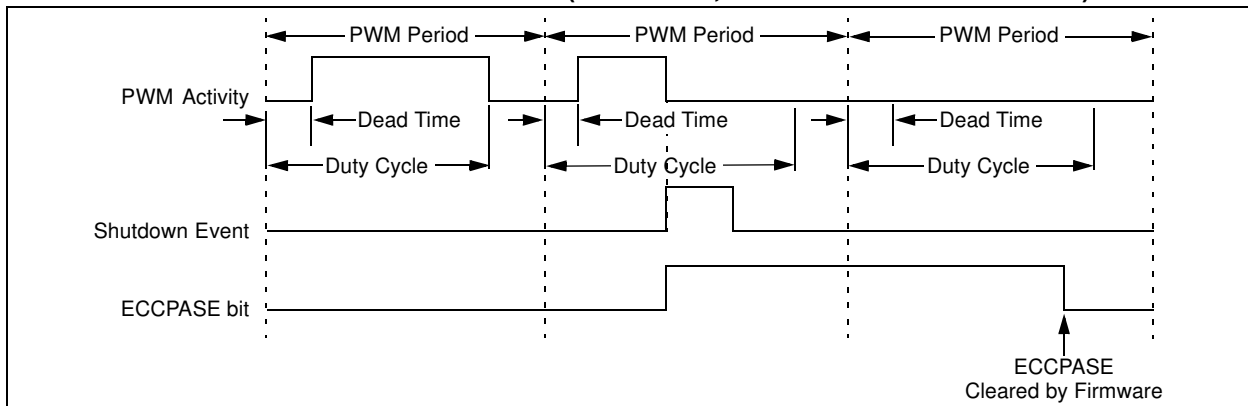 PWM Period PWM Period PWM Period
PWM Activity
Dead Time Dead Time Dead Time
Duty Cycle Duty Cycle Duty Cycle
Shutdown Event
ECCPASE bit
ECCPASE
Cleared by Firmware